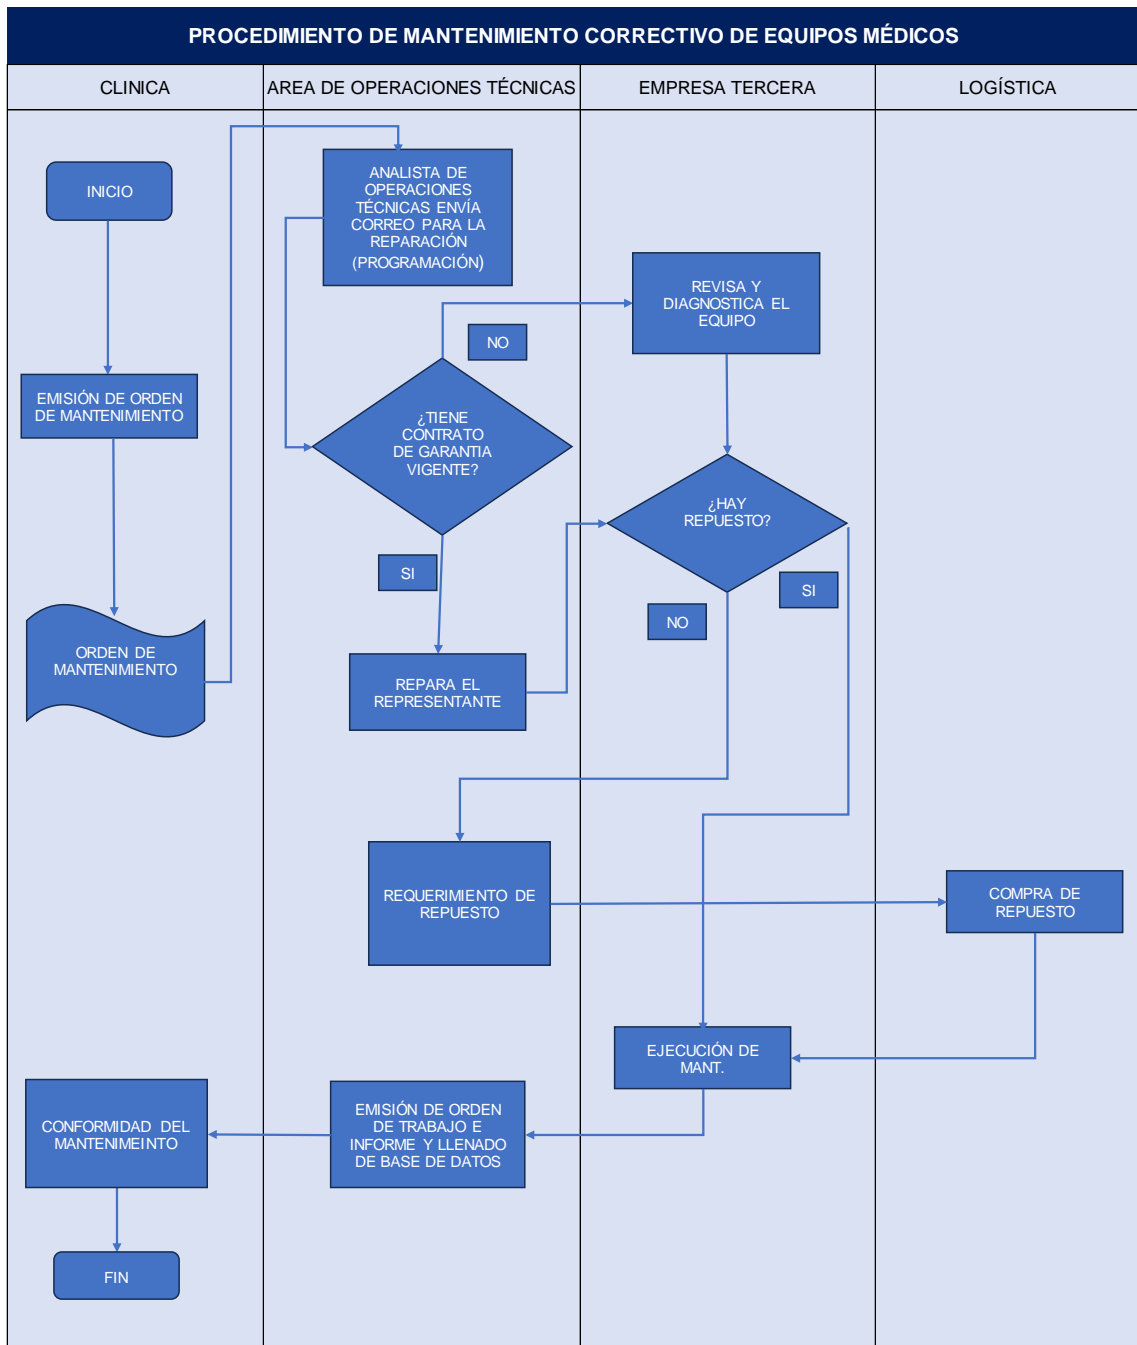 PROCEDIMIENTO DE MANTENIMIENTO CORRECTIVO DE EQUIPOS MÉDICOS
CLINICA
AREA DE OPERACIONES TÉCNICAS
EMPRESA TERCERA
LOGÍSTICA
INICIO
ANALISTA DE
OPERACIONES
TÉCNICAS ENVÍA
CORREO PARA LA
REPARACIÓN
(PROGRAMACIÓN)
REVISA Y
DIAGNOSTICA EL
EQUIPO
NO
EMISIÓN DE ORDEN
DE MANTENIMIENTO
¿TIENE
CONTRATO
DE GARANTIA
VIGENTE?
¿HAY
REPUESTO?
SI
SI
NO
ORDEN DE
MANTENIMIENTO
REPARA EL
REPRESENTANTE
REQUERIMIENTO DE
REPUESTO
COMPRA DE
REPUESTO
EJECUCIÓN DE
MANT.
CONFORMIDAD DEL
MANTENIMEINTO
EMISIÓN DE ORDEN
DE TRABAJO E
INFORME Y LLENADO
DE BASE DE DATOS
FIN